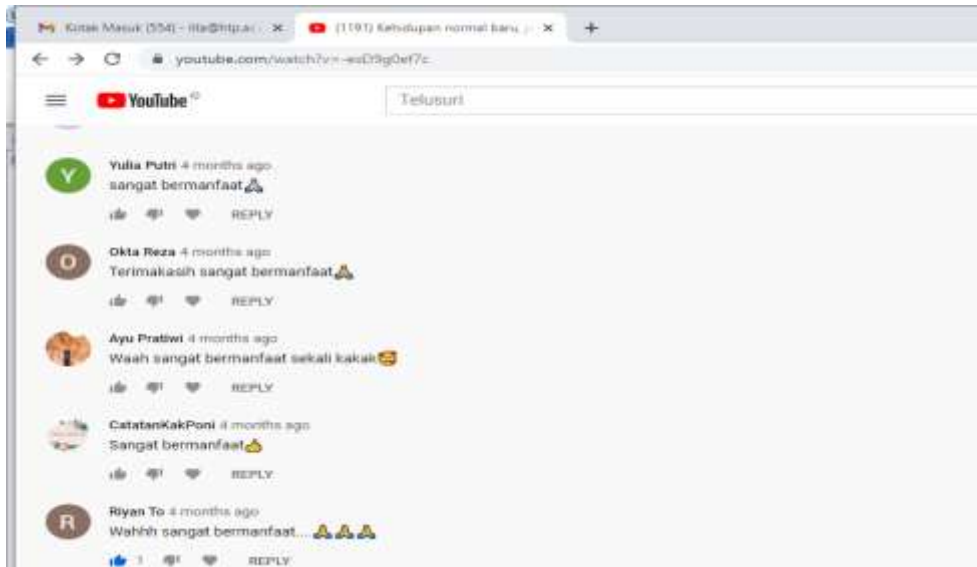 Kotak Masuk (554) -
(1191) Kehidupan normal baru,
youtube.com/watch?v=
YouTube ID
Telusuri
Yulia Putri 4 months ago
sangat bermanfaat🙏
REPLY
Okta Reza 4 months ago
Terimakasih sangat bermanfaat🙏
REPLY
Ayu Pratiwi 4 months ago
Waah sangat bermanfaat sekali kakak🥰
REPLY
CatatanKakPoni 4 months ago
Sangat bermanfaat👍
REPLY
Riyan To 4 months ago
Wahhh sangat bermanfaat....🙏🙏🙏
1 REPLY
Y
O
R